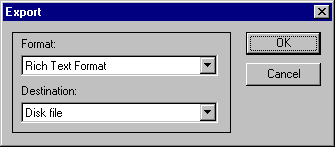 Export
Format:
Rich Text Format
Destination:
Disk file
OK
Cancel